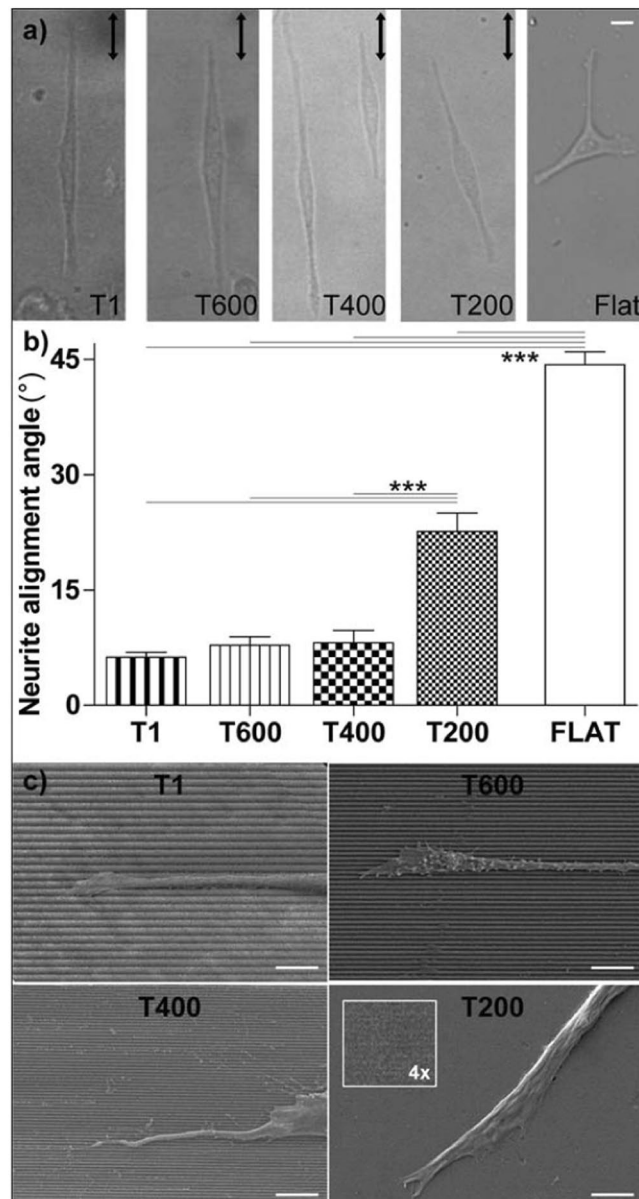 a)
T1 T600 T400 T200 Flat
b)
Neurite alignment angle (°)
45
30
15
0
***
***
T1 T600 T400 T200 FLAT
c)
T1
T600
T400
T200
4x